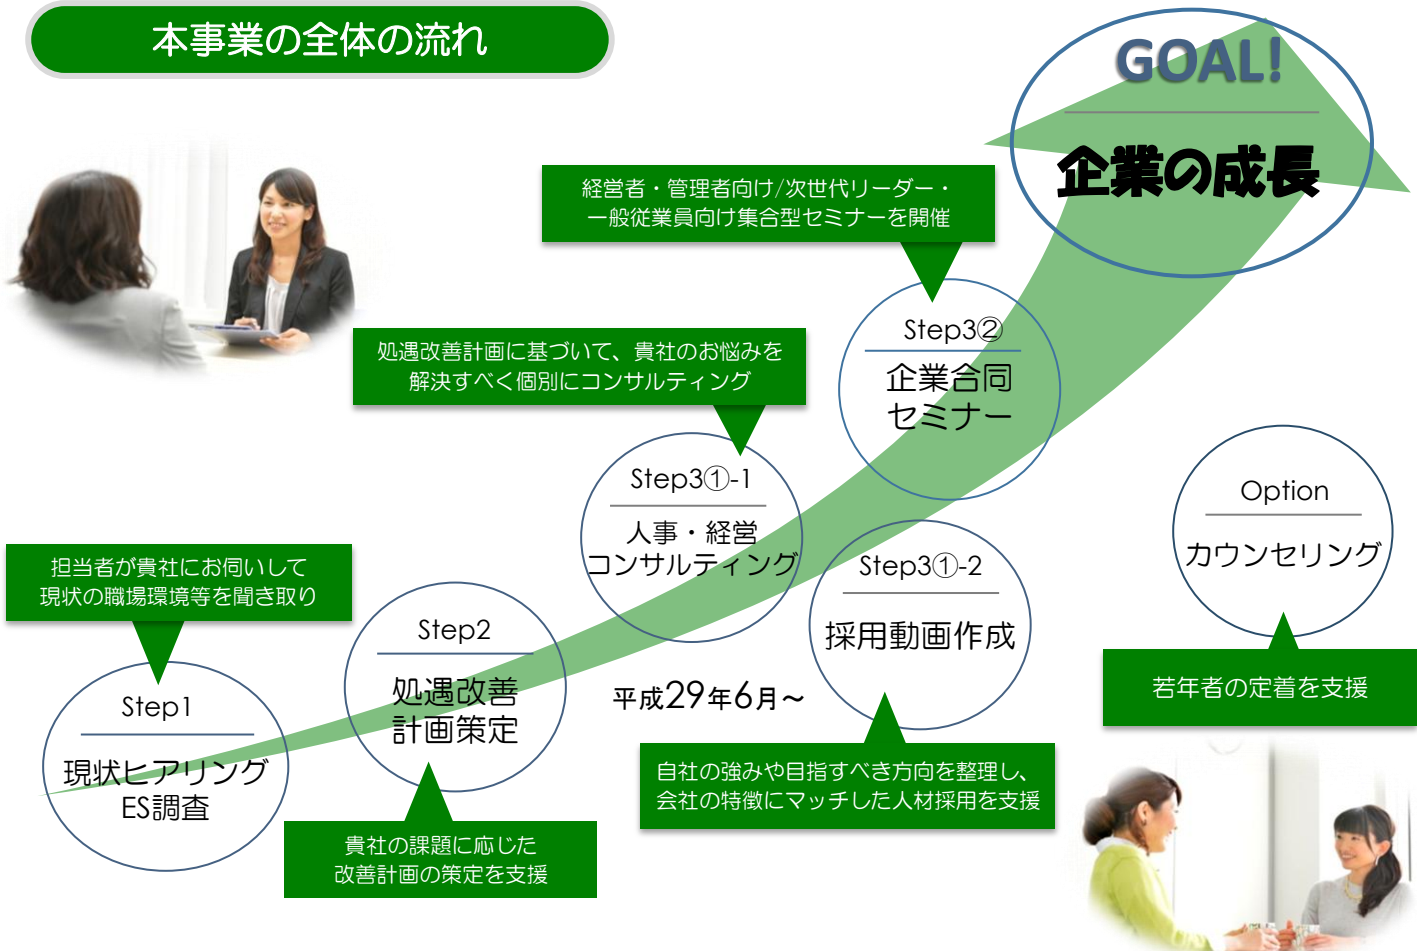 本事業の全体の流れ
GOAL!
企業の成長
経営者・管理者向け/次世代リーダー・
一般従業員向け集合型セミナーを開催
Step3②
企業合同
セミナー
処遇改善計画に基づいて、貴社のお悩みを
解決すべく個別にコンサルティング
Step3①-1
人事・経営
コンサルティング
Step3①-2
採用動画作成
自社の強みや目指すべき方向を整理し、
会社の特徴にマッチした人材採用を支援
平成29年6月～
担当者が貴社にお伺いして
現状の職場環境等を聞き取り
Step1
現状ヒアリング
ES調査
Step2
処遇改善
計画策定
貴社の課題に応じた
改善計画の策定を支援
Option
カウンセリング
若年者の定着を支援